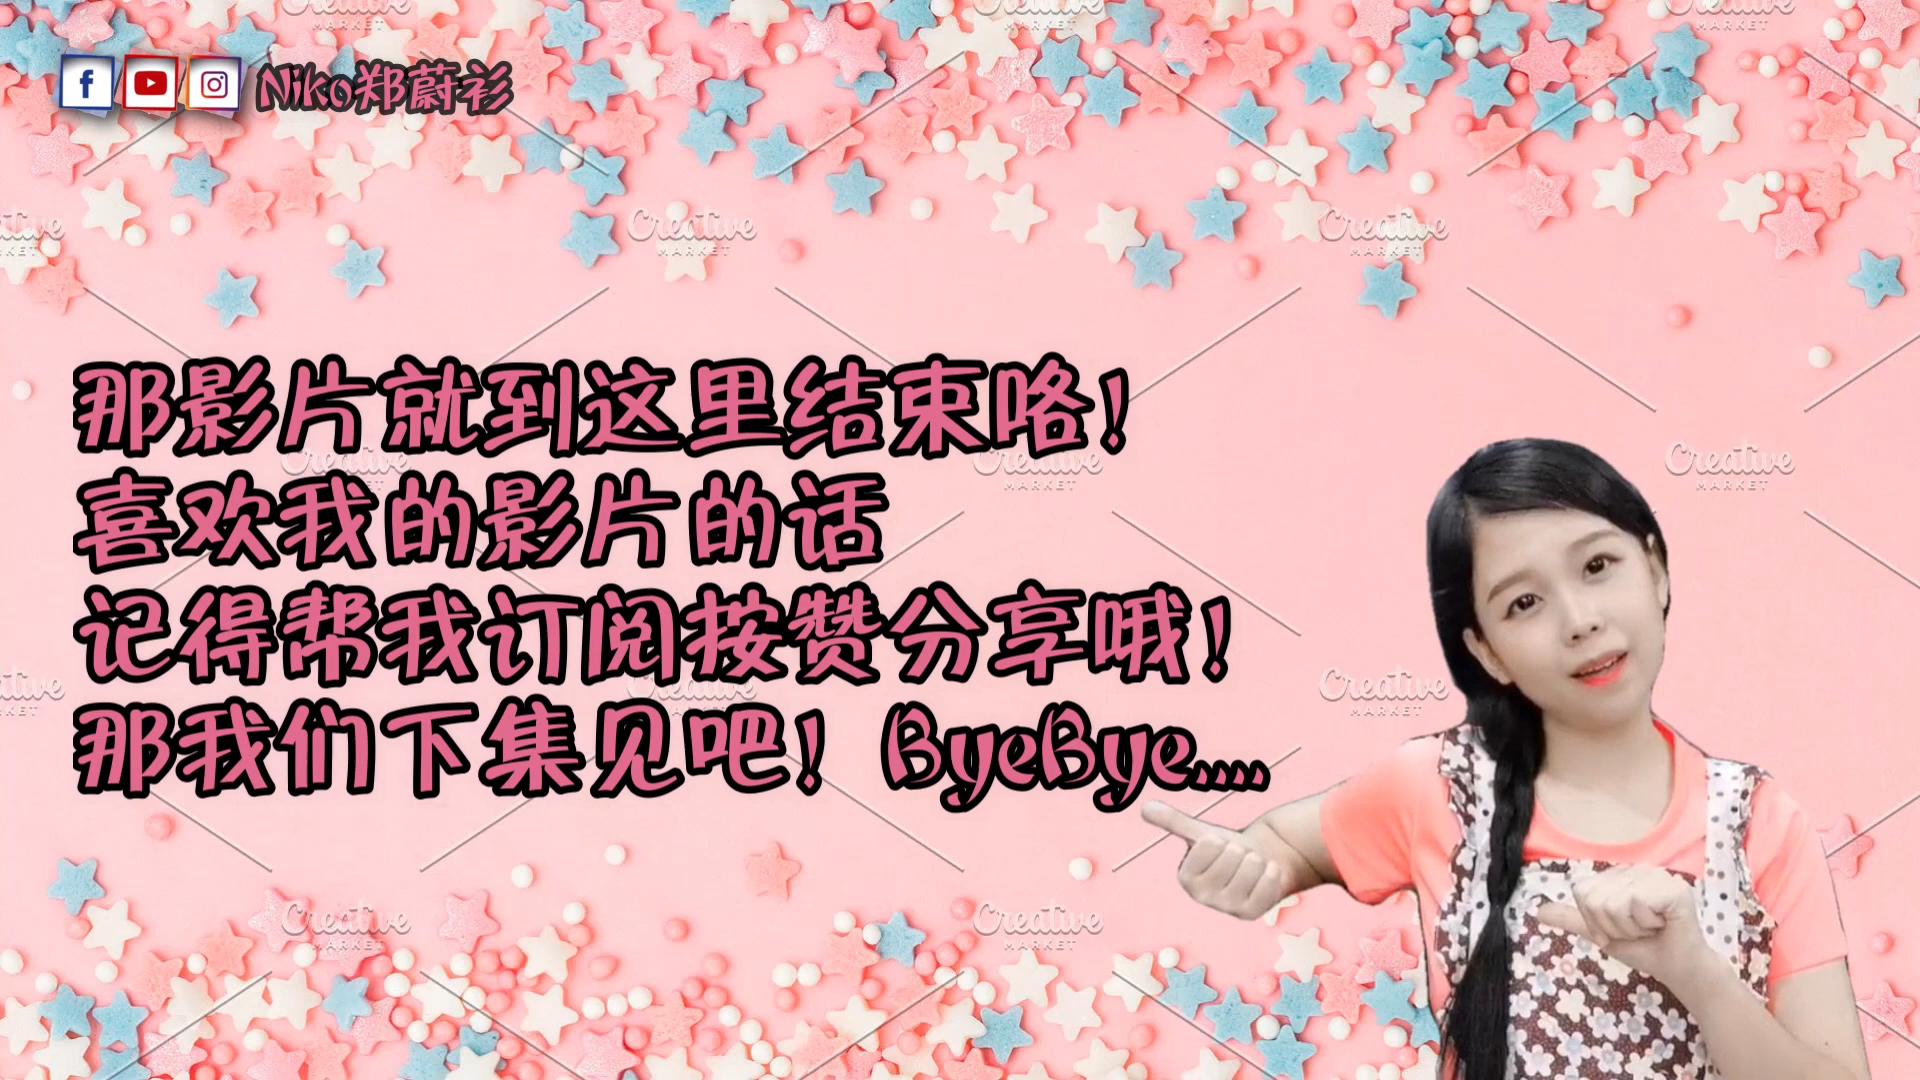 Niko郑蔚衫
那影片就到这里结束咯！
喜欢我的影片的话
记得帮我订阅按赞分享哦！
那我们下集见吧！ByeBye....
Creative
MARKET